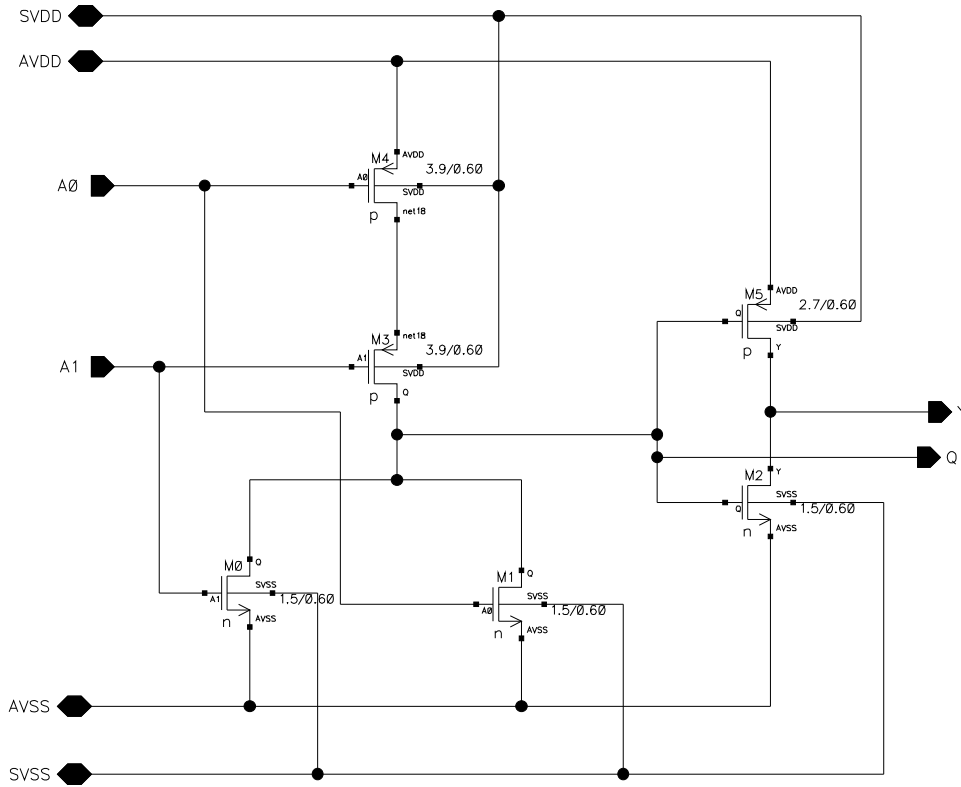 SVDD
AVDD
M4
AVDD
3.9/0.60
A0
A0
SVDD
p
net18
M3
net18
3.9/0.60
A1
A1
SVDD
p
Q
M5
AVDD
2.7/0.60
Q
SVDD
p
Y
Y
Q
M2
Y
SVSS
1.5/0.60
Q
n
AVSS
M0
Q
SVSS
1.5/0.60
A1
AVSS
n
M1
Q
SVSS
1.5/0.60
A0
AVSS
n
AVSS
SVSS